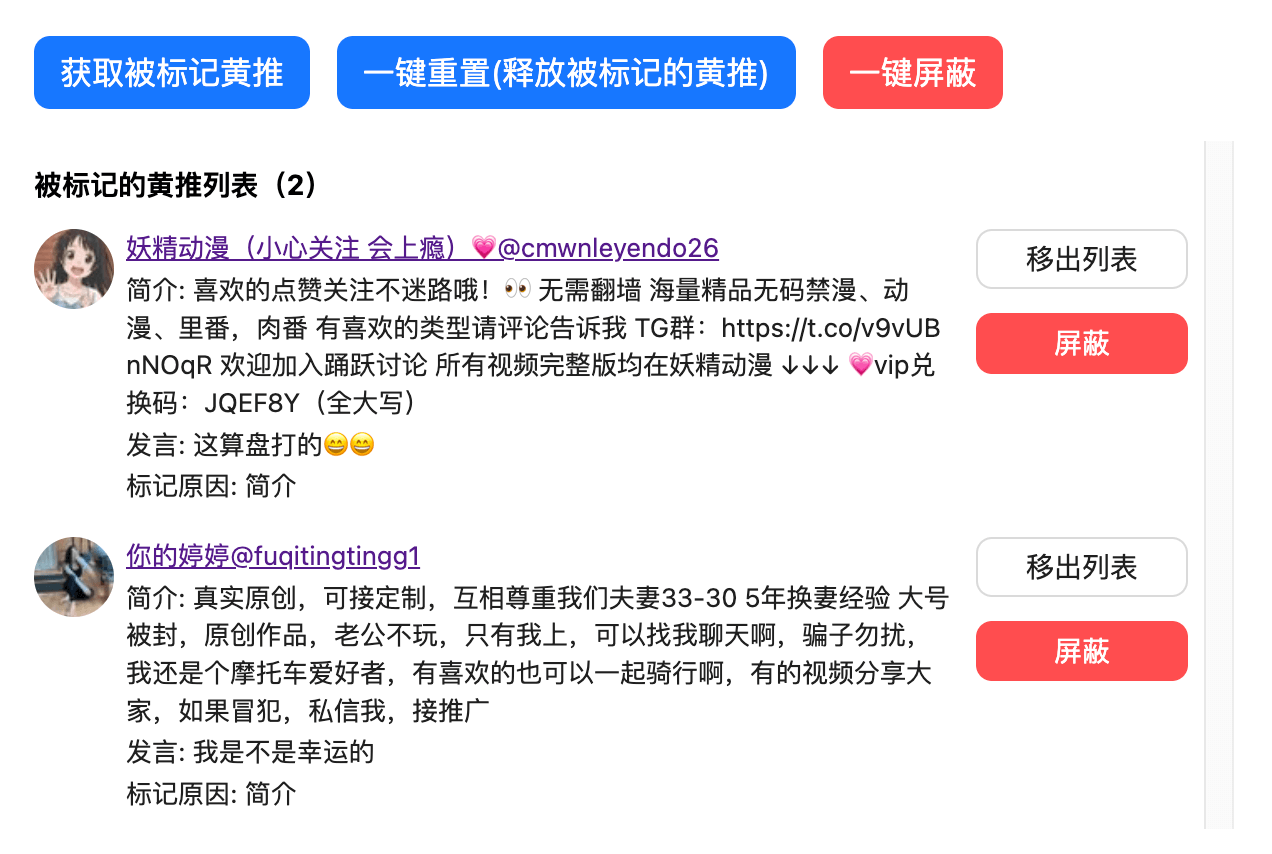 获取被标记黄推
一键重置(释放被标记的黄推)
一键屏蔽
被标记的黄推列表（2）
妖精动漫（小心关注 会上瘾）💗@cmwnleyendo26
移出列表
简介: 喜欢的点赞关注不迷路哦！👀 无需翻墙 海量精品无码禁漫、动
漫、里番，肉番 有喜欢的类型请评论告诉我 TG群：https://t.co/v9vUB
屏蔽
nNOqR 欢迎加入踊跃讨论 所有视频完整版均在妖精动漫 ↓↓↓ 💗vip兑
换码：JQEF8Y（全大写）
发言: 这算盘打的😄😄
标记原因: 简介
你的婷婷@fuqitingtingg1
移出列表
简介: 真实原创，可接定制，互相尊重我们夫妻33-30 5年换妻经验 大号
被封，原创作品，老公不玩，只有我上，可以找我聊天啊，骗子勿扰，
屏蔽
我还是个摩托车爱好者，有喜欢的也可以一起骑行啊，有的视频分享大
家，如果冒犯，私信我，接推广
发言: 我是不是幸运的
标记原因: 简介